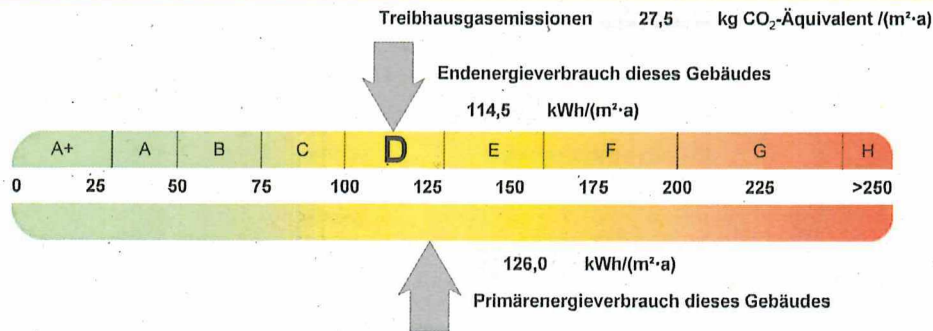 Treibhausgasemissionen 27,5 kg CO₂-Äquivalent /(m²·a)
Endenergieverbrauch dieses Gebäudes
114,5 kWh/(m²·a)
A+ A B C D E F G H
0 25 50 75 100 125 150 175 200 225 >250
126,0 kWh/(m²·a)
Primärenergieverbrauch dieses Gebäudes